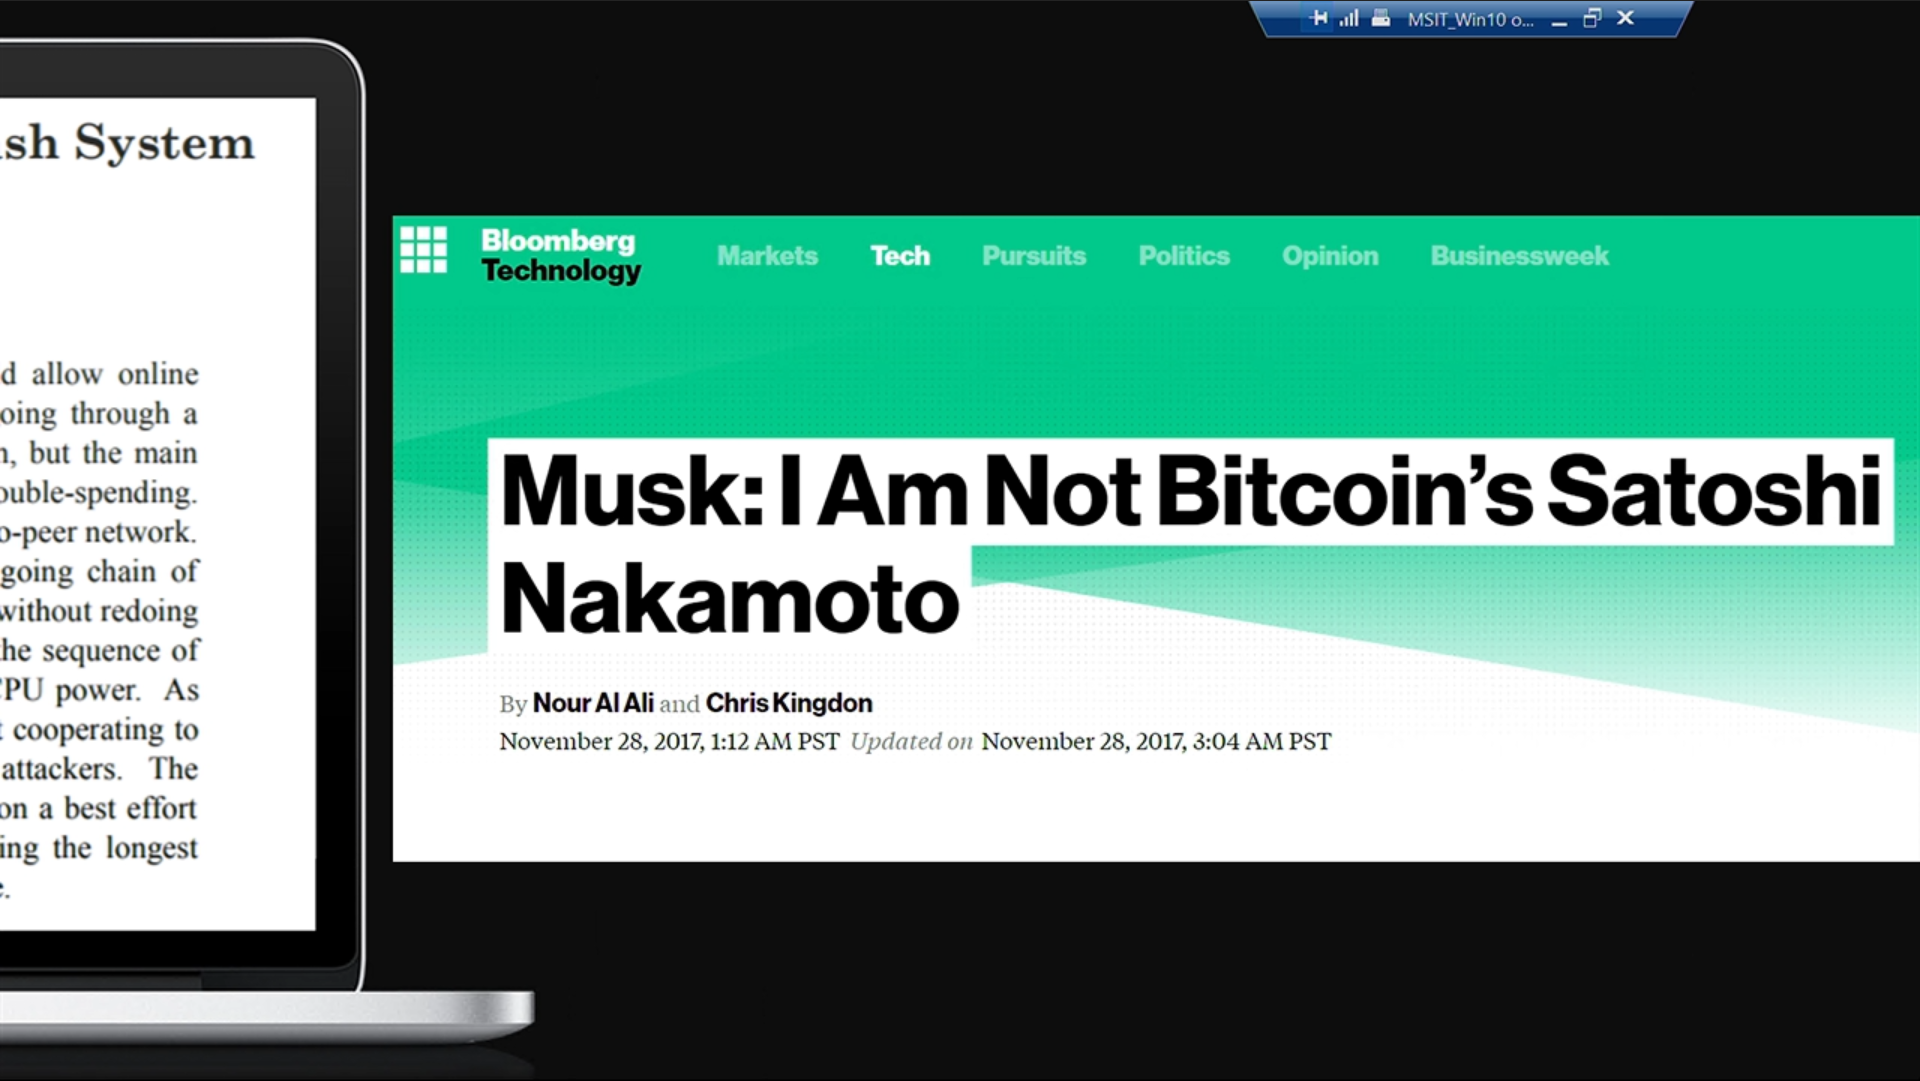 MSIT_Win10 o...
sh System
d allow online
oing through a
, but the main
ouble-spending.
o-peer network.
going chain of
without redoing
he sequence of
CPU power. As
t cooperating to
attackers. The
on a best effort
ing the longest
e.
Bloomberg
Technology
Markets Tech Pursuits Politics Opinion Businessweek
Musk: I Am Not Bitcoin’s Satoshi
Nakamoto
By Nour Al Ali and Chris Kingdon
November 28, 2017, 1:12 AM PST Updated on November 28, 2017, 3:04 AM PST